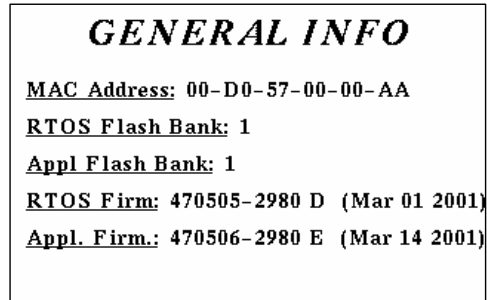 GENERAL INFO
MAC Address: 00-D0-57-00-00-AA
RTOS Flash Bank: 1
Appl Flash Bank: 1
RTOS Firm: 470505-2980 D (Mar 01 2001)
Appl. Firm.: 470506-2980 E (Mar 14 2001)